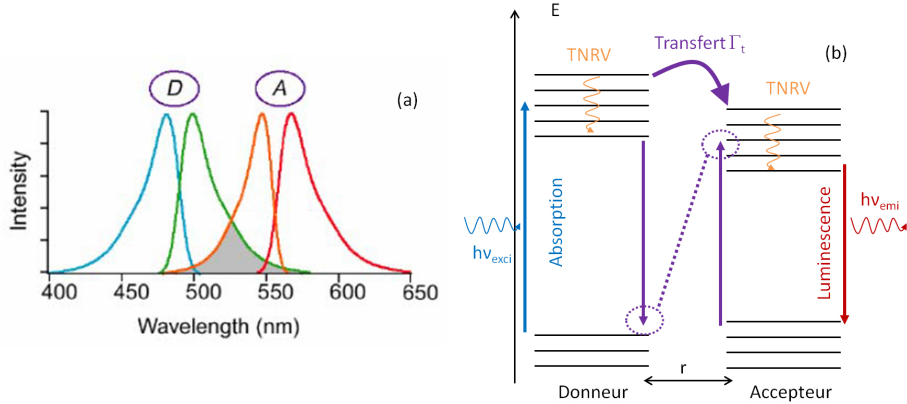 D
A
(a)
Intensity
400 450 500 550 600 650
Wavelength (nm)
E
Transfert Γt
(b)
TNRV
TNRV
Absorption
hνexci
Luminescence
hνemi
r
Donneur
Accepteur